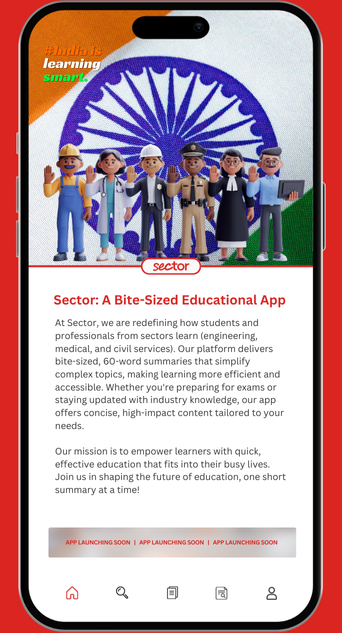 #India is
learning
smart.
sector
Sector: A Bite-Sized Educational App
At Sector, we are redefining how students and
professionals from sectors learn (engineering,
medical, and civil services). Our platform delivers
bite-sized, 60-word summaries that simplify
complex topics, making learning more efficient and
accessible. Whether you're preparing for exams or
staying updated with industry knowledge, our app
offers concise, high-impact content tailored to your
needs.
Our mission is to empower learners with quick,
effective education that fits into their busy lives.
Join us in shaping the future of education, one short
summary at a time!
APP LAUNCHING SOON | APP LAUNCHING SOON | APP LAUNCHING SOON